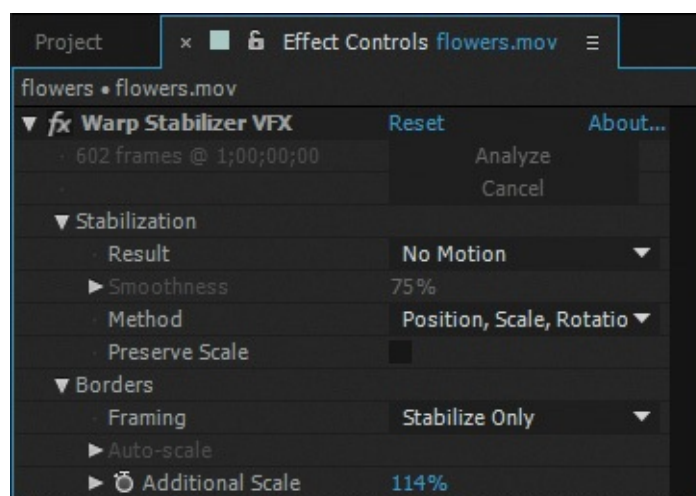 Project × Effect Controls flowers.mov
flowers • flowers.mov
fx Warp Stabilizer VFX Reset About...
602 frames @ 1;00;00;00 Analyze
Cancel
Stabilization
Result No Motion
Smoothness 75%
Method Position, Scale, Rotatio
Preserve Scale
Borders
Framing Stabilize Only
Auto-scale
Additional Scale 114%